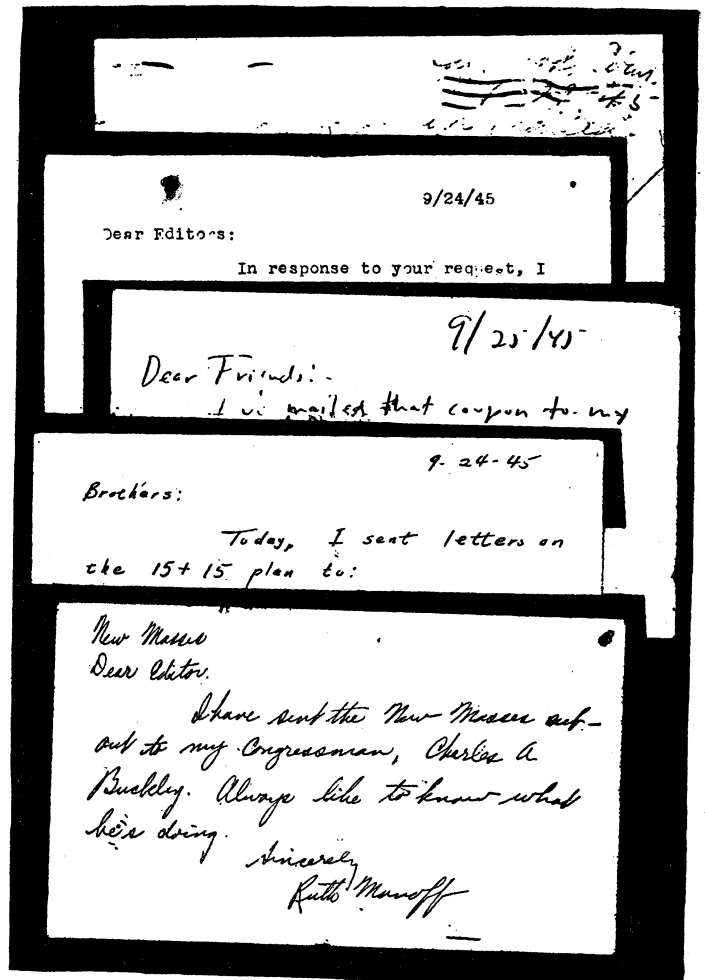 9/24/45
Dear Editors:
In response to your request, I
9/25/45
Dear Friends:-
I've mailed that coupon to my
9-24-45
Brothers:
Today, I sent letters on
the 15+15 plan to:
New Masses
Dear Editor.
I have sent the New Masses cut-
out to my Congressman, Charles A
Buckley. Always like to know what
he's doing.
Sincerely
Ruth Manoff